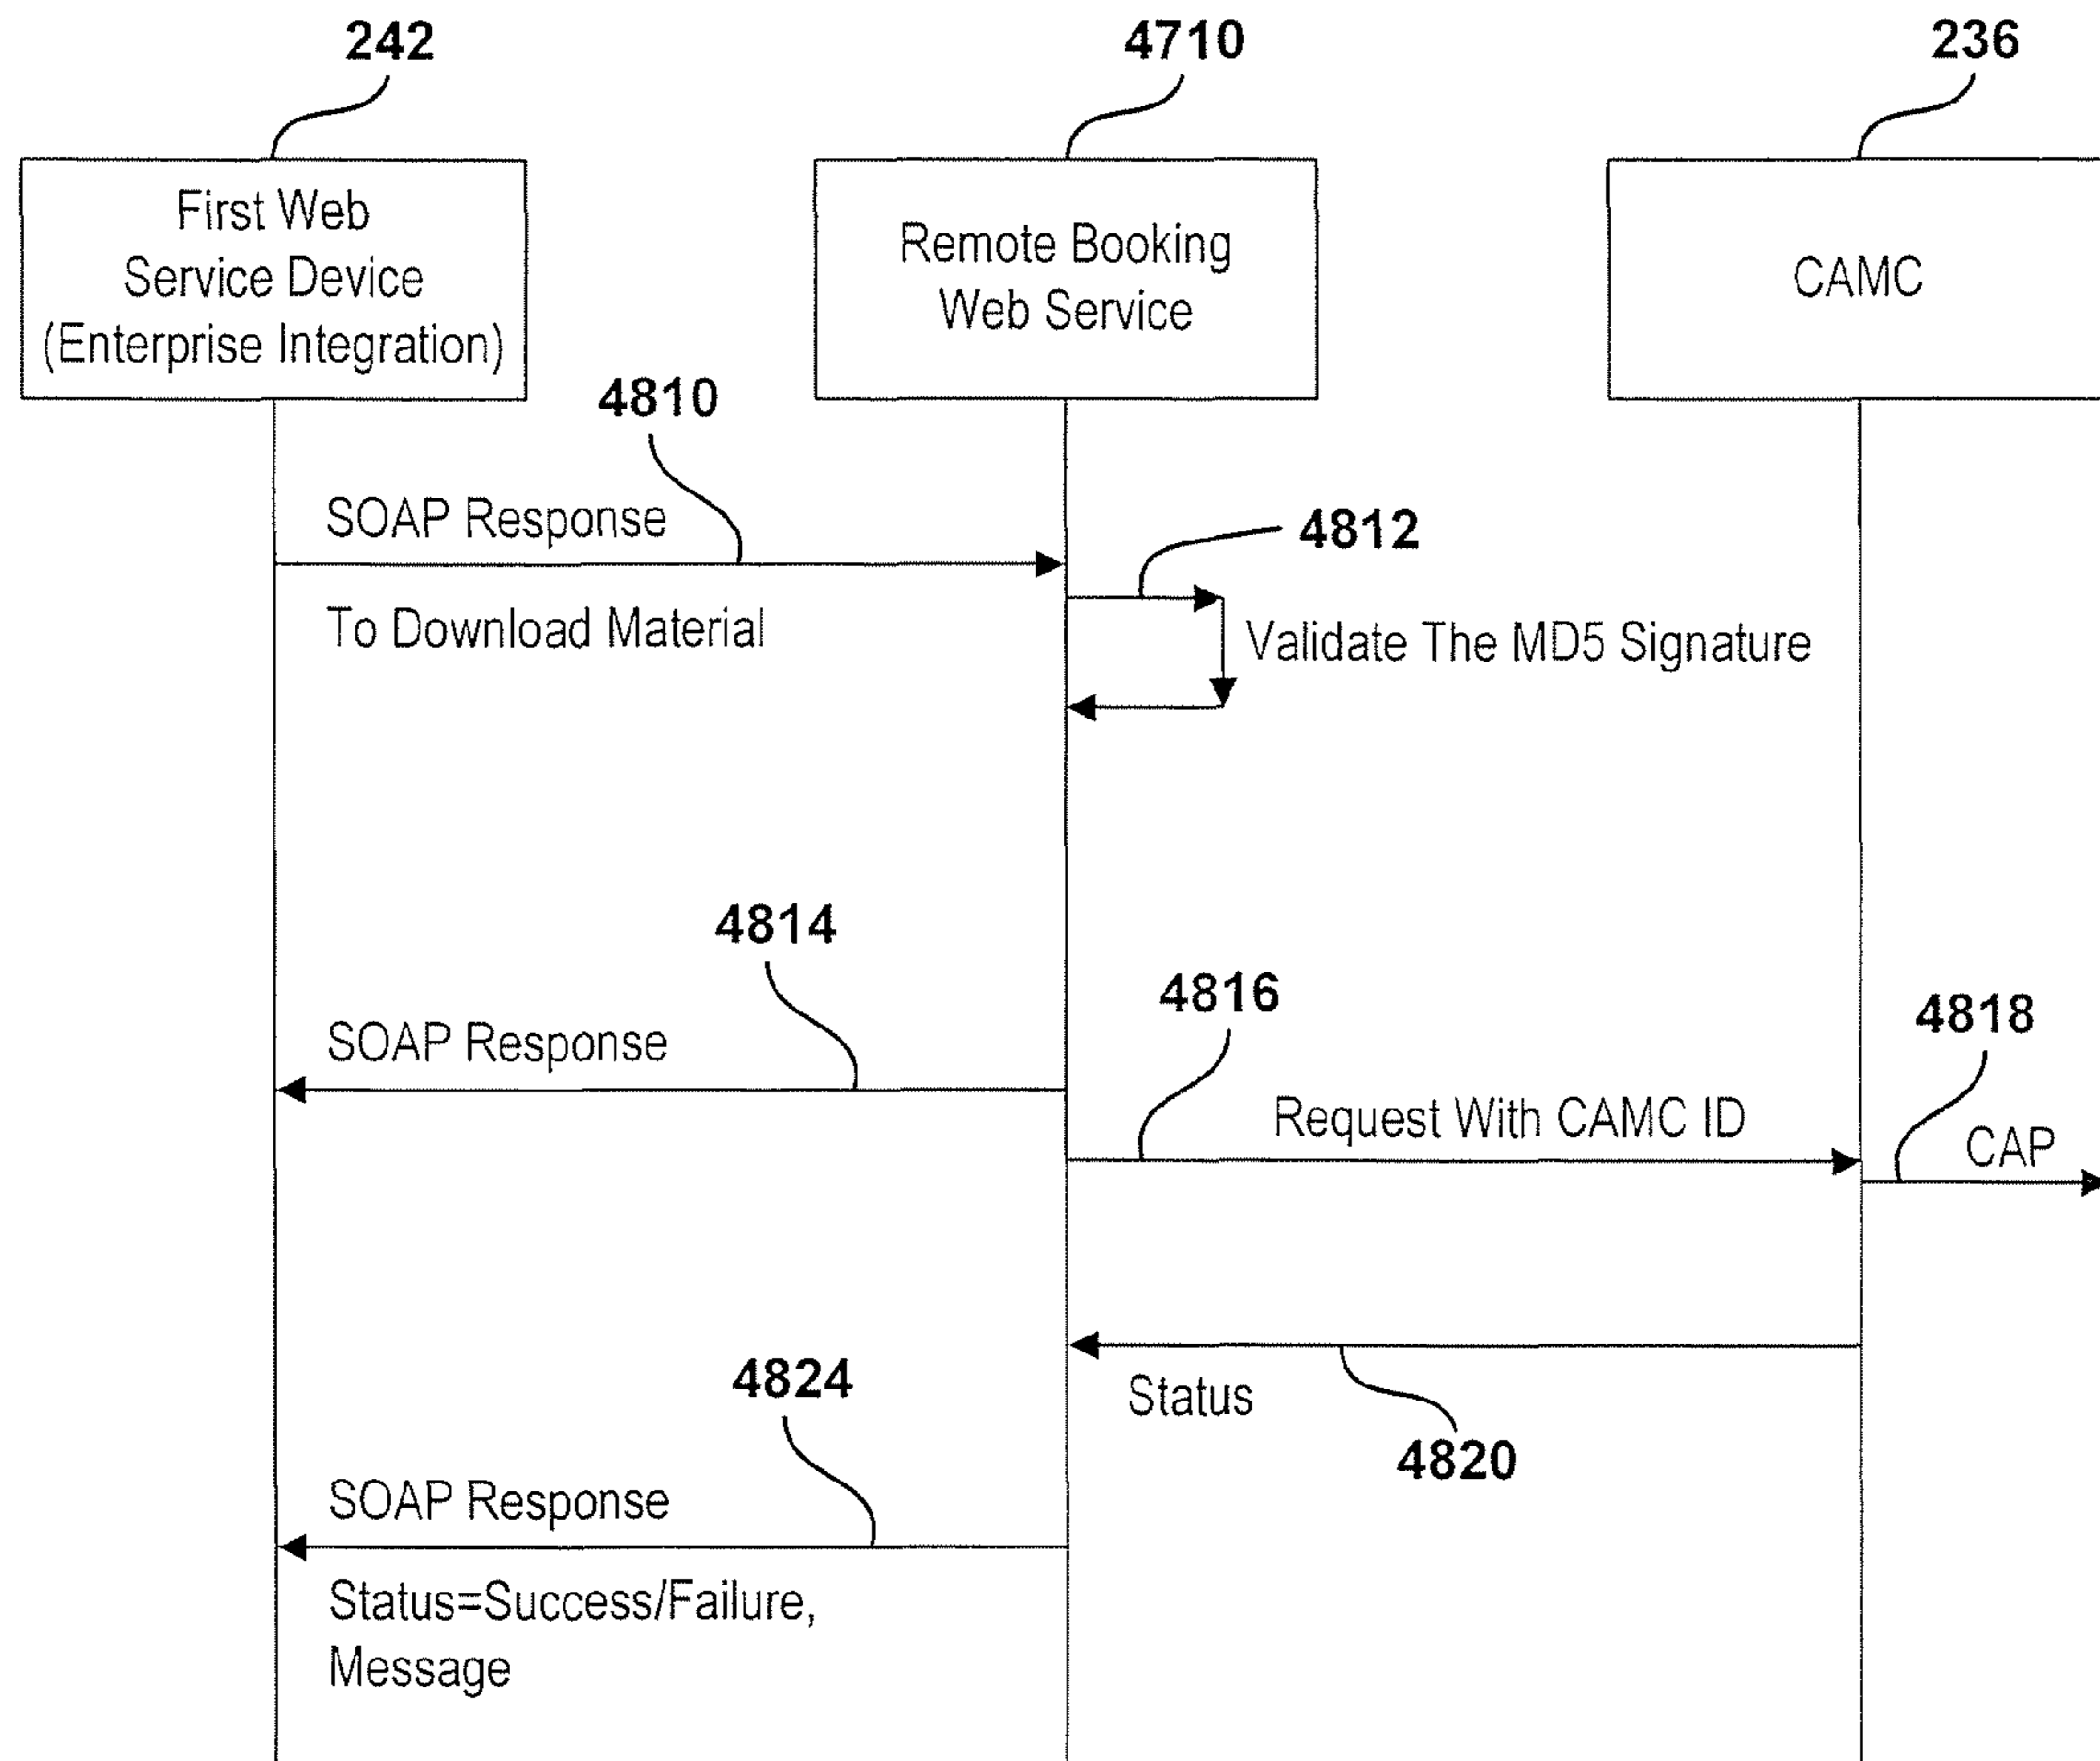 242
4710
236
First Web
Service Device
(Enterprise Integration)
Remote Booking
Web Service
CAMC
4810
SOAP Response
4812
To Download Material
Validate The MD5 Signature
4814
4816
4818
SOAP Response
Request With CAMC ID
CAP
4824
Status
4820
SOAP Response
Status=Success/Failure,
Message